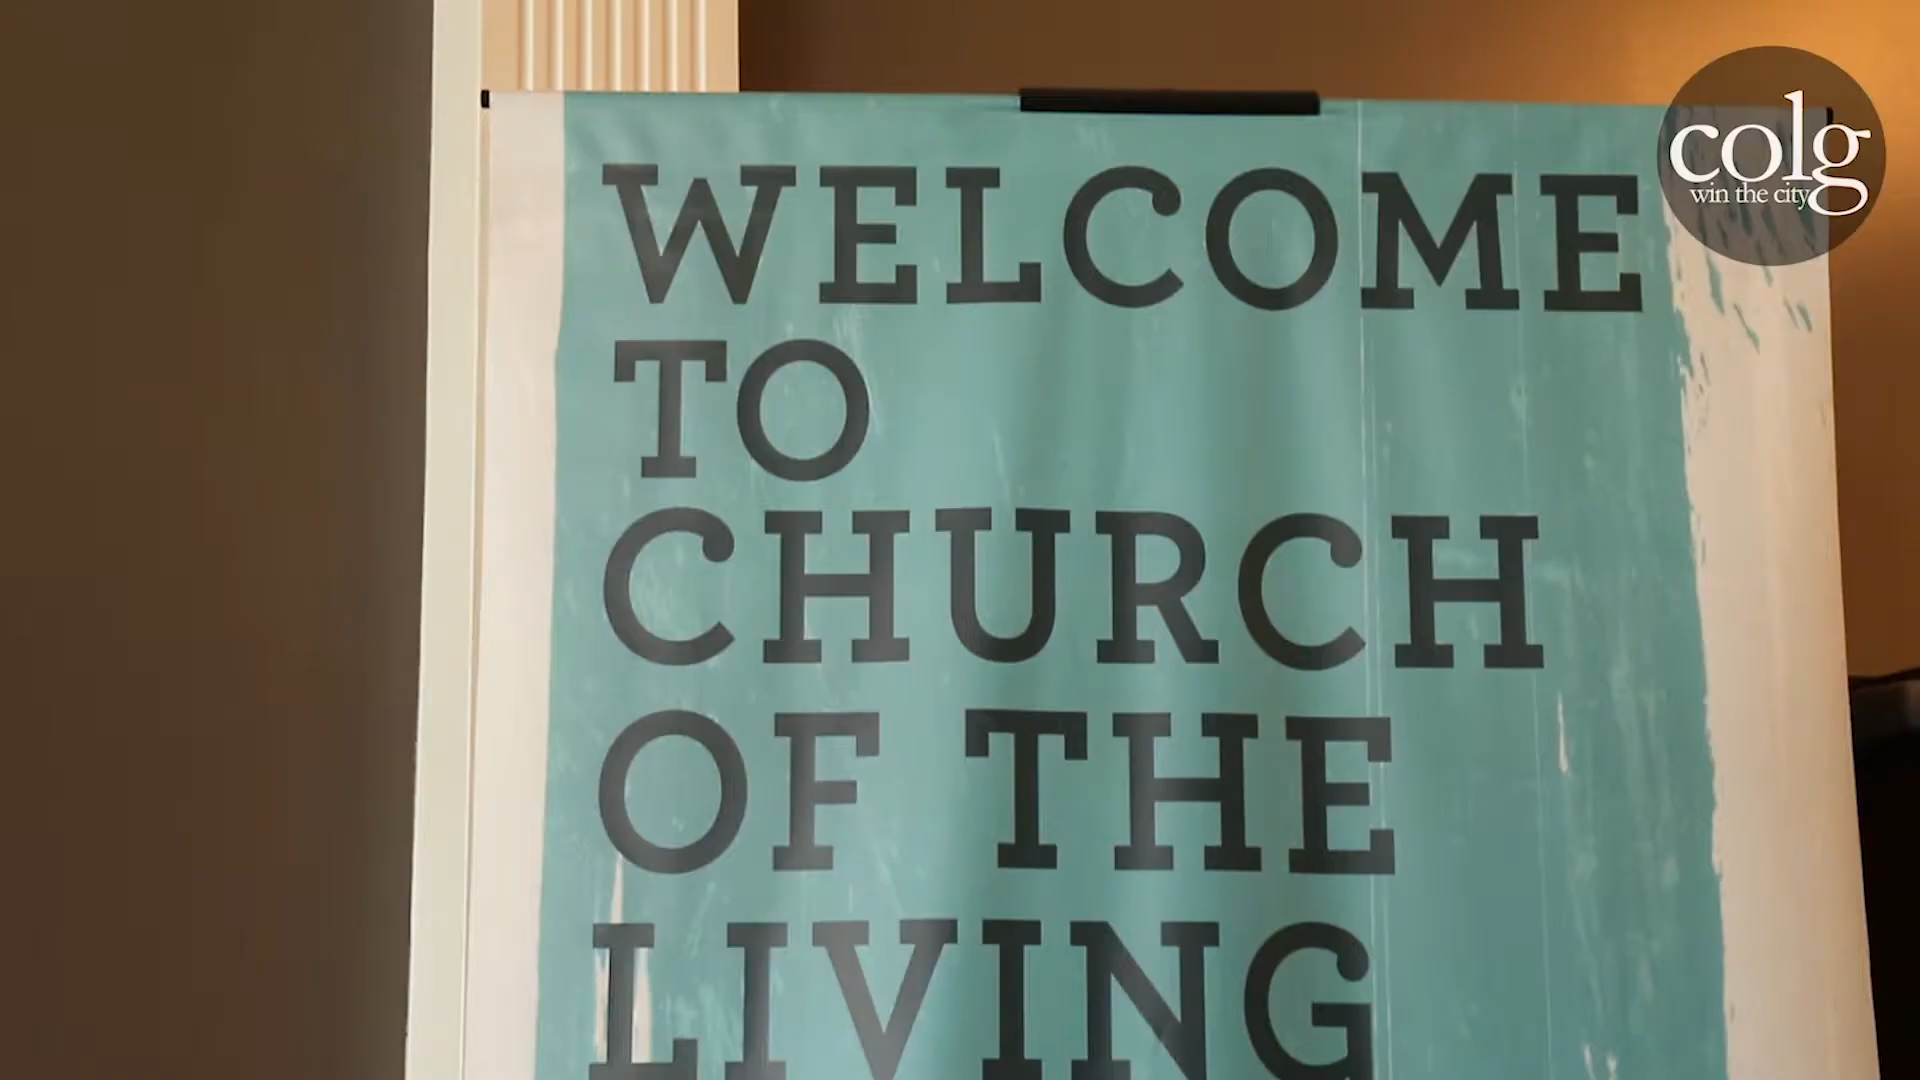 WELCOME
TO
CHURCH
OF THE
LIVING
colg
win the city